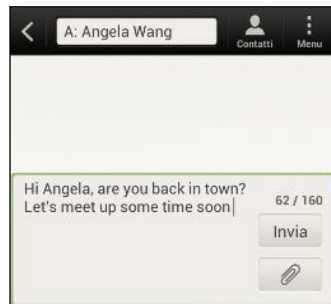 A: Angela Wang
Contatti
Menu
Hi Angela, are you back in town?
Let's meet up some time soon
62 / 160
Invia